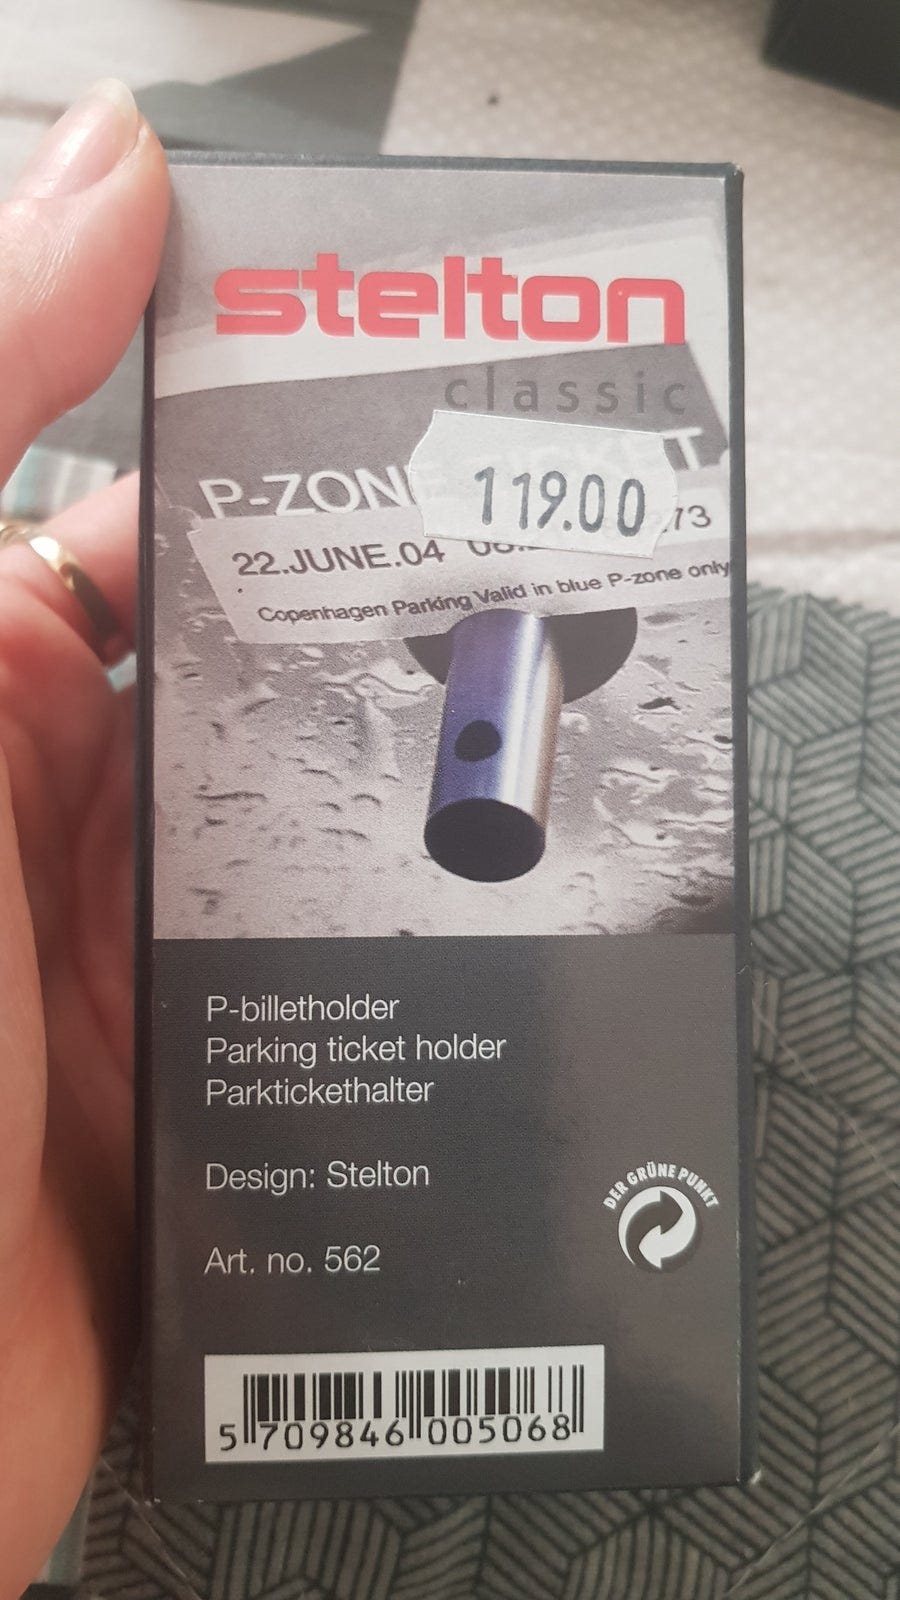 stelton
classic
P-ZONE
119.00
22.JUNE.04
Copenhagen Parking Valid in blue P-zone only
P-billetholder
Parking ticket holder
Parktickethalter
Design: Stelton
DER GRÜNE PUNKT
Art. no. 562
5 709846 005068